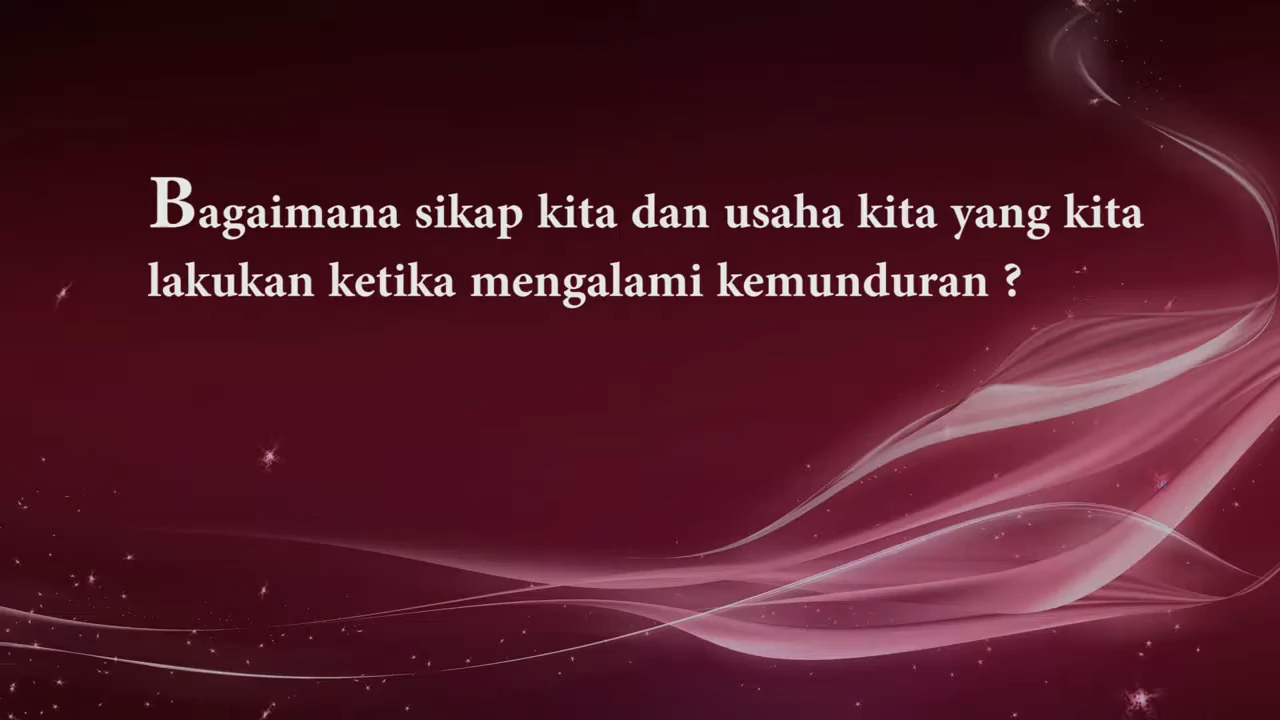 Bagaimana sikap kita dan usaha kita yang kita
lakukan ketika mengalami kemunduran ?